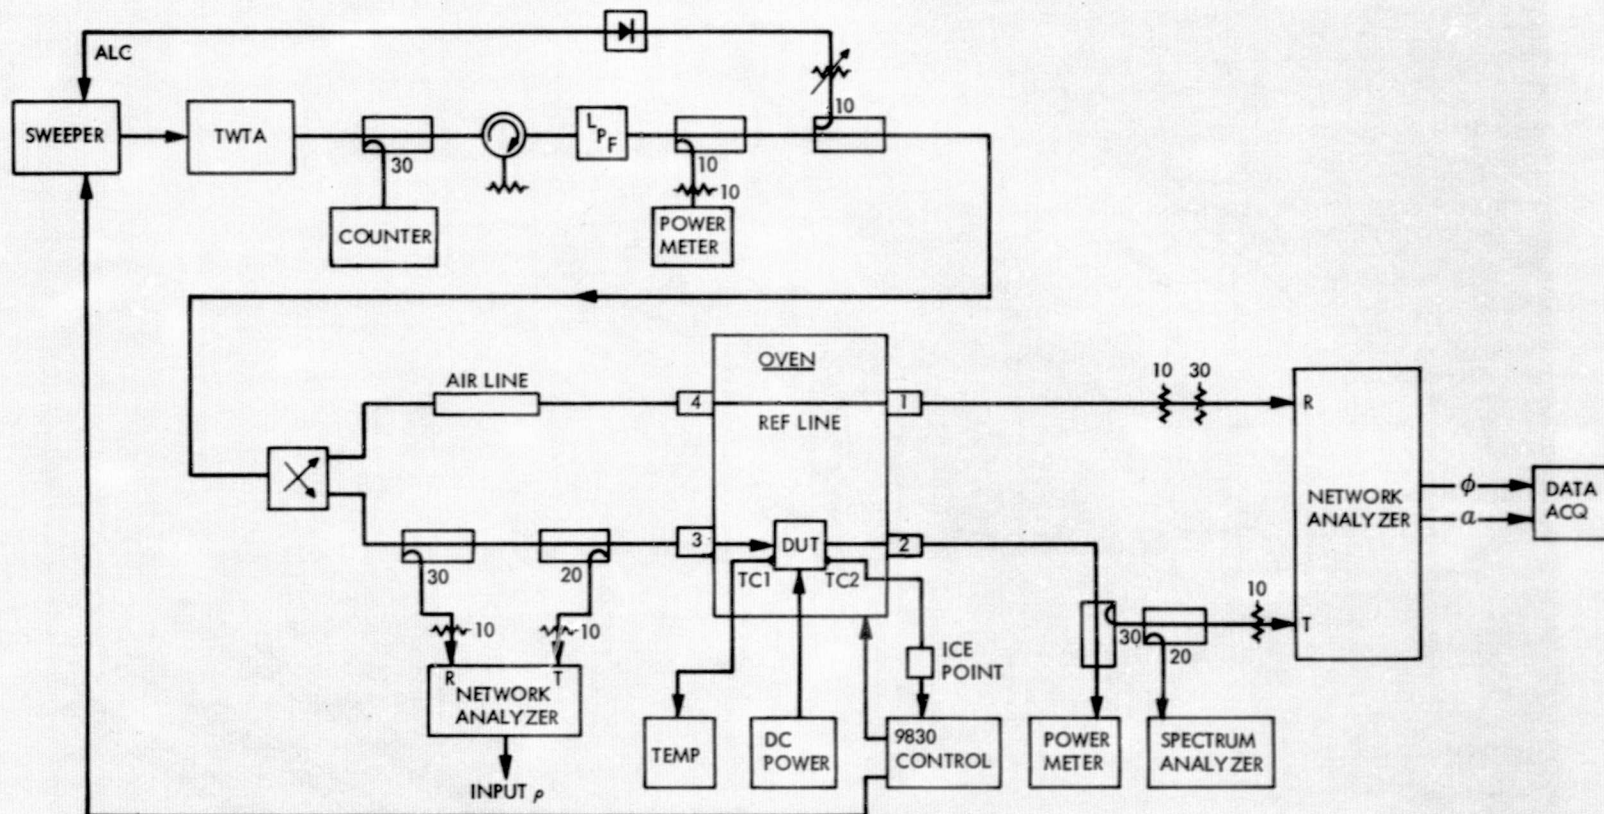 ALC
10
SWEEPER
TWTA
30
LPF
10
10
COUNTER
POWER
METER
OVEN
AIR LINE
4
1
REF LINE
10 30
R
NETWORK
ANALYZER
ϕ
α
DATA
ACQ
T
3
DUT
2
30
20
TC1
TC2
10
10
R
T
NETWORK
ANALYZER
INPUT ρ
10
30
20
ICE
POINT
TEMP
DC
POWER
9830
CONTROL
POWER
METER
SPECTRUM
ANALYZER